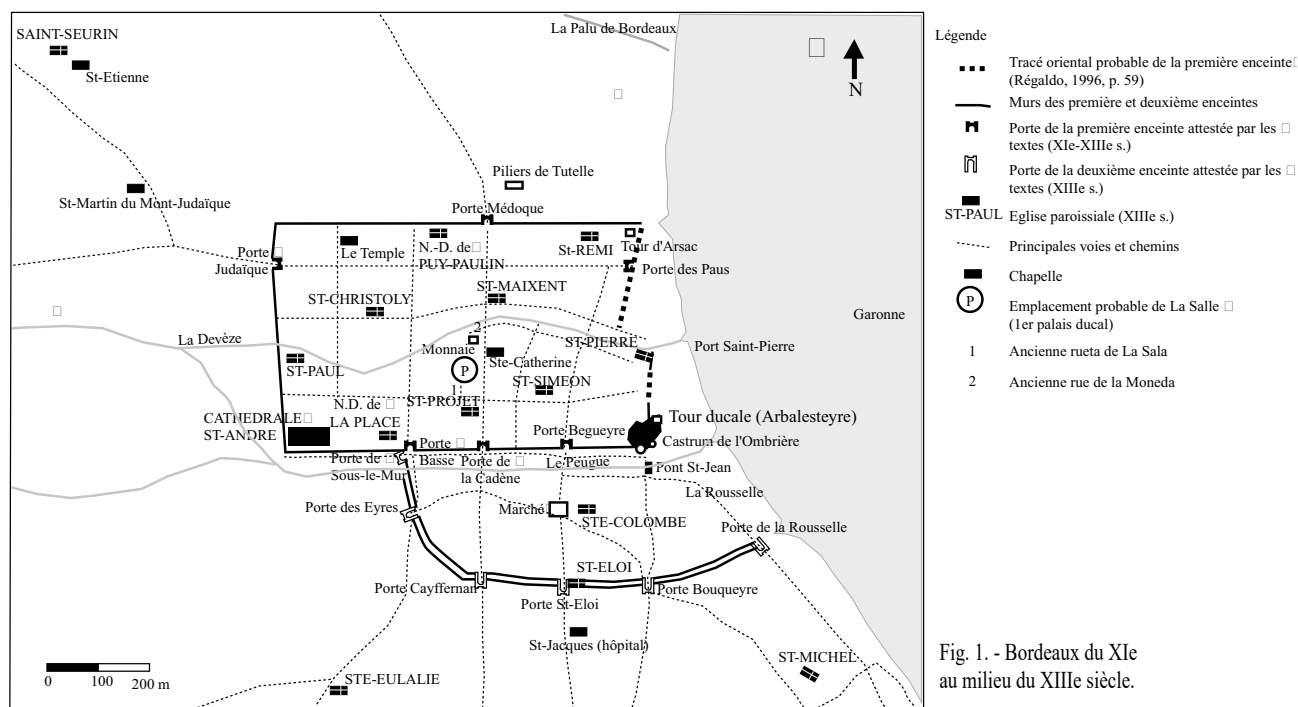 La Palu de Bordeaux
SAINT-SEURIN
St-Etienne
N
Piliers de Tutelle
St-Martin du Mont-Judaïque
Porte Médoque
Porte
Judaïque
Le Temple
N.-D. de
PUY-PAULIN
St-REMI
Tour d'Arsac
Porte des Paus
ST-CHRISTOLY
ST-MAIXENT
Garonne
La Devèze
2
Monnaie
ST-PIERRE
Port Saint-Pierre
ST-PAUL
P
Ste-Catherine
1
ST-SIMEON
N.D. de
LA PLACE
ST-PROJET
CATHEDRALE
ST-ANDRE
Tour ducale (Arbalesteyre)
Porte Begueyre
Castrum de l'Ombrière
Porte
Basse
Porte de
Sous-le-Mur
Porte de
la Cadène
Le Peugue
Pont St-Jean
La Rousselle
Porte des Eyres
Marché
STE-COLOMBE
Porte de la Rousselle
ST-ELOI
Porte Cayffernan
Porte St-Eloi
Porte Bouqueyre
St-Jacques (hôpital)
ST-MICHEL
STE-EULALIE
0 100 200 m
Légende
Tracé oriental probable de la première enceinte
(Régaldo, 1996, p. 59)
Murs des première et deuxième enceintes
Porte de la première enceinte attestée par les
textes (XIe-XIIIe s.)
Porte de la deuxième enceinte attestée par les
textes (XIIIe s.)
ST-PAUL Eglise paroissiale (XIIIe s.)
Principales voies et chemins
Chapelle
P Emplacement probable de La Salle
(1er palais ducal)
1 Ancienne rueta de La Sala
2 Ancienne rue de la Moneda
Fig. 1. - Bordeaux du XIe
au milieu du XIIIe siècle.